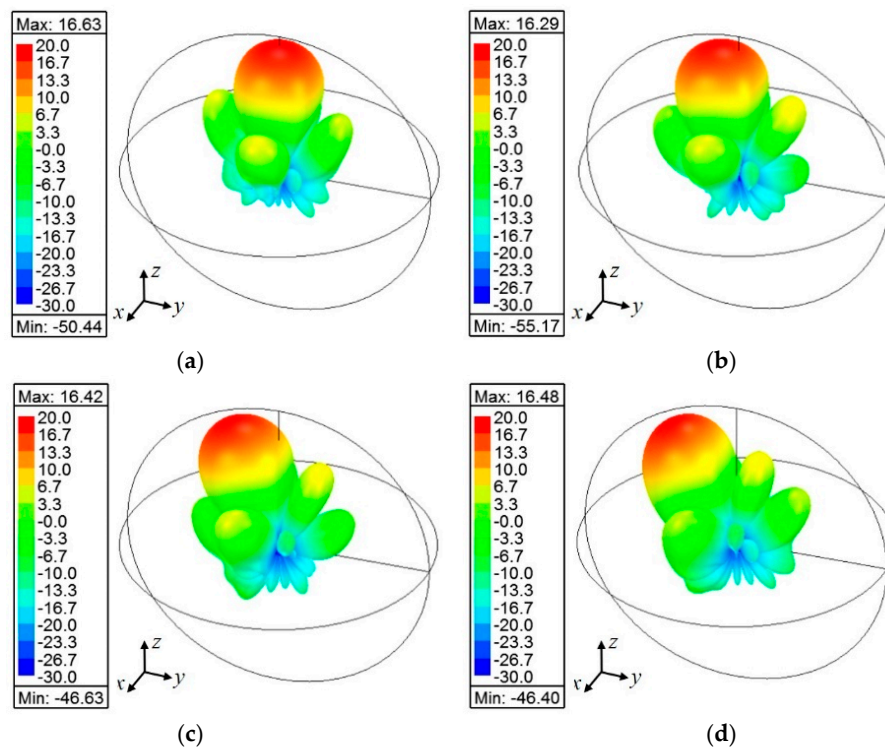 Max: 16.63
20.0
16.7
13.3
10.0
6.7
3.3
-0.0
-3.3
-6.7
-10.0
-13.3
-16.7
-20.0
-23.3
-26.7
-30.0
Min: -50.44
z
x
y
(a)
Max: 16.29
20.0
16.7
13.3
10.0
6.7
3.3
-0.0
-3.3
-6.7
-10.0
-13.3
-16.7
-20.0
-23.3
-26.7
-30.0
Min: -55.17
z
x
y
(b)
Max: 16.42
20.0
16.7
13.3
10.0
6.7
3.3
-0.0
-3.3
-6.7
-10.0
-13.3
-16.7
-20.0
-23.3
-26.7
-30.0
Min: -46.63
z
x
y
(c)
Max: 16.48
20.0
16.7
13.3
10.0
6.7
3.3
-0.0
-3.3
-6.7
-10.0
-13.3
-16.7
-20.0
-23.3
-26.7
-30.0
Min: -46.40
z
x
y
(d)